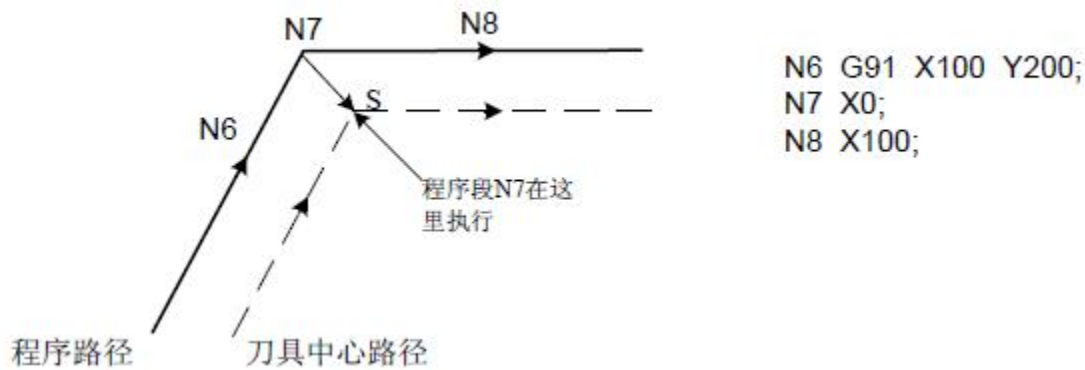 N7
N8
N6 G91 X100 Y200;
N7 X0;
N8 X100;
S
N6
程序段N7在这
里执行
程序路径
刀具中心路径